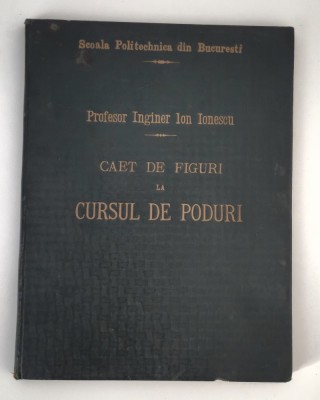 Scoala Politechnica din Bucuresti
Profesor Inginer Ion Ionescu
CAET DE FIGURI
LA
CURSUL DE PODURI